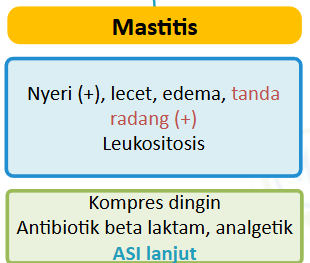 Mastitis
Nyeri (+), lecet, edema, tanda
radang (+)
Leukositosis
Kompres dingin
Antibiotik beta laktam, analgetik
ASI lanjut